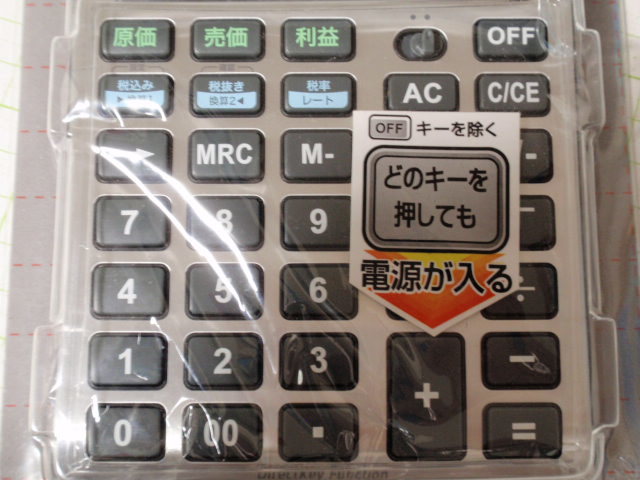 原価 売価 利益 OFF
税込み 税抜き 税率 AC C/CE
換算2◀ レート
MRC M-
OFF キーを除く
どのキーを
押しても
電源が入る
7 8 9
4 5 6 ÷
1 2 3 + −
0 00 . =
DirectKey Function